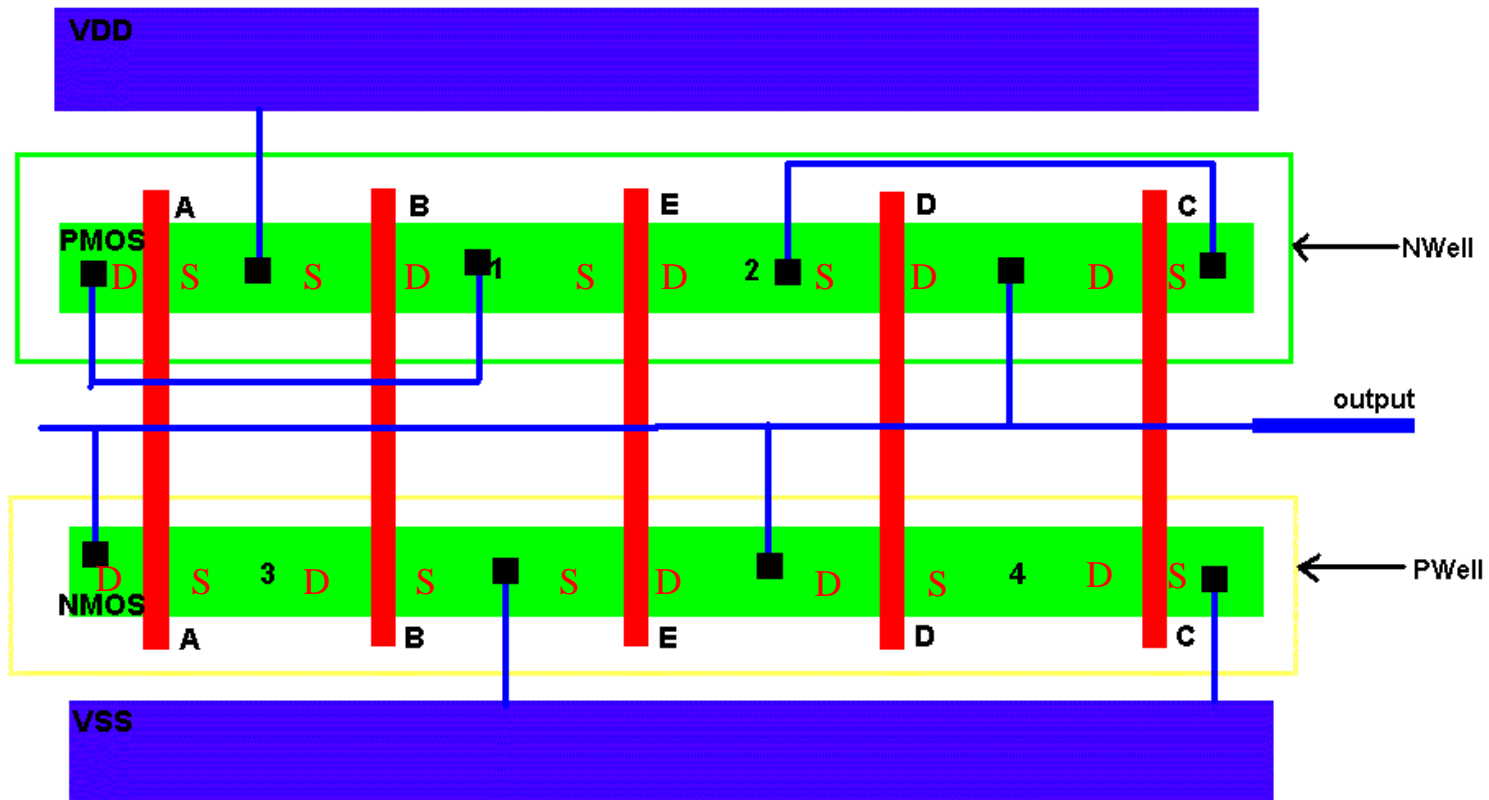 VDD
A B E D C
PMOS
D S S D 1 S D 2 S D D S
NWell
output
D S 3 D S S D D S 4 D S
PWell
NMOS
A B E D C
VSS